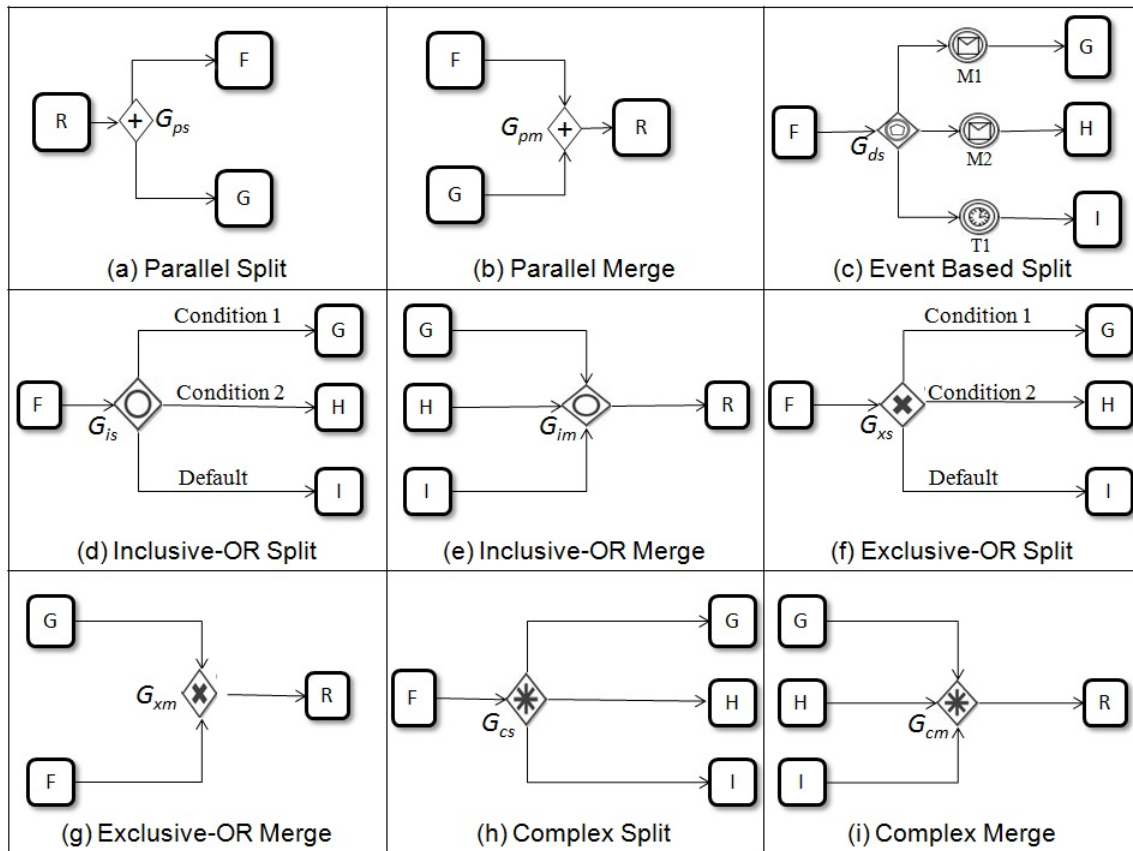 R
F
G
G_ps
(a) Parallel Split
F
G
G_pm
R
(b) Parallel Merge
F
G_ds
M1
G
M2
H
T1
I
(c) Event Based Split
F
G_is
Condition 1
G
Condition 2
H
Default
I
(d) Inclusive-OR Split
G
H
I
G_im
R
(e) Inclusive-OR Merge
F
G_xs
Condition 1
G
Condition 2
H
Default
I
(f) Exclusive-OR Split
G
G_xm
R
F
(g) Exclusive-OR Merge
F
G_cs
G
H
I
(h) Complex Split
G
H
I
G_cm
R
(i) Complex Merge